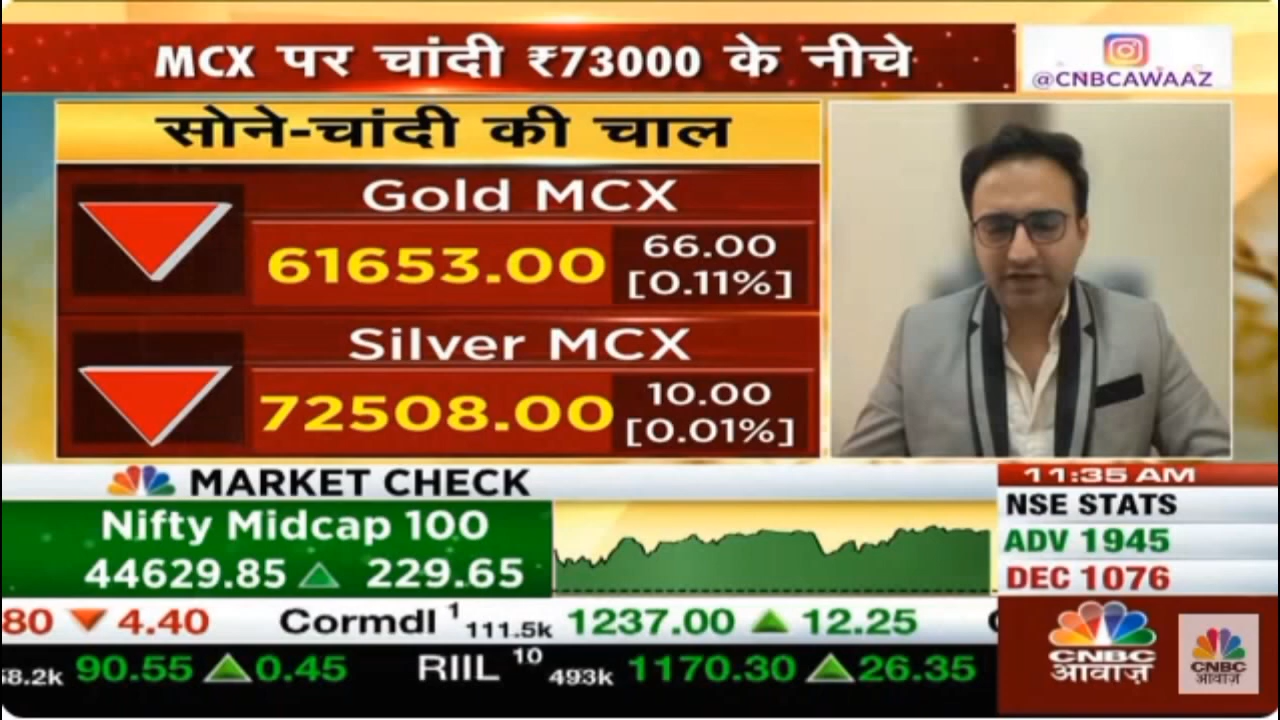 MCX पर चांदी ₹73000 के नीचे
@CNBCAWAAZ
सोने-चांदी की चाल
Gold MCX
61653.00
66.00
[0.11%]
Silver MCX
72508.00
10.00
[0.01%]
MARKET CHECK
Nifty Midcap 100
44629.85 ▲ 229.65
11:35 AM
NSE STATS
ADV 1945
DEC 1076
80 ▼ 4.40 Cormdl 1 111.5k 1237.00 ▲ 12.25
8.2k 90.55 ▲ 0.45 RIIL 10 493k 1170.30 ▲ 26.35
CNBC
आवाज़
CNBC
आवाज़